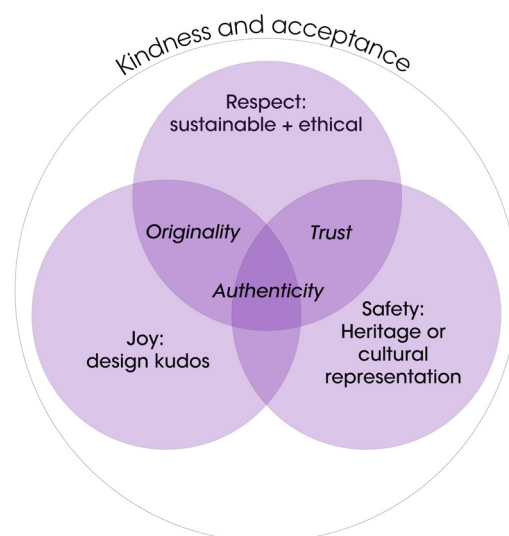 Kindness and acceptance
Respect:
sustainable + ethical
Originality
Trust
Authenticity
Joy:
design kudos
Safety:
Heritage or
cultural
representation